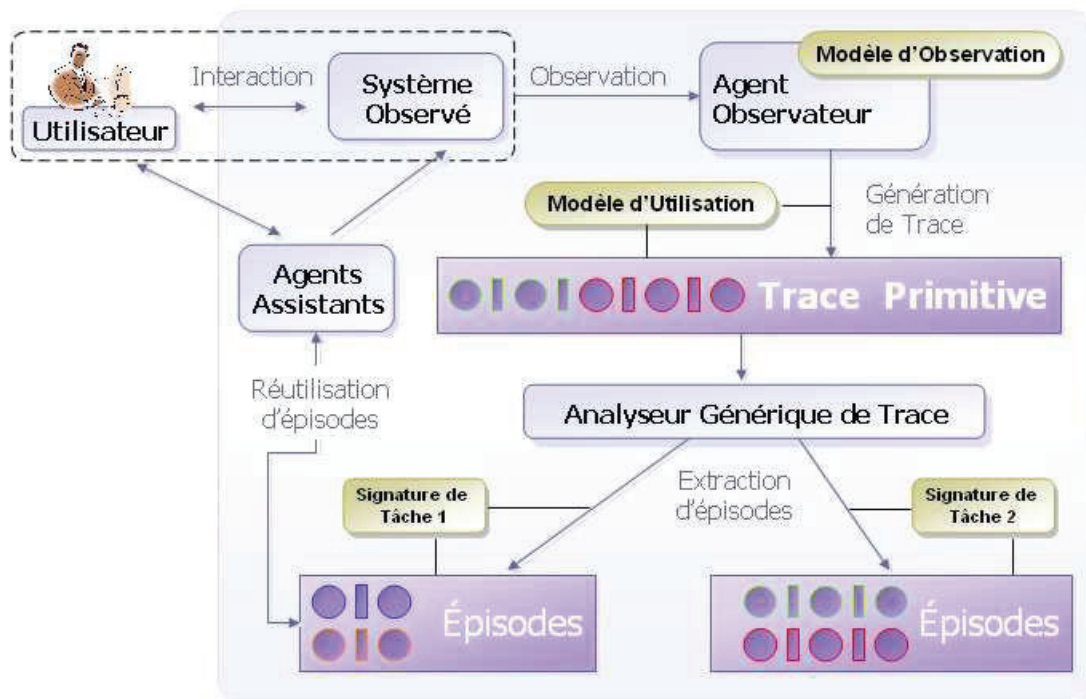 Modèle d'Observation
Interaction
Système
Observé
Observation
Agent
Observateur
Utilisateur
Modèle d'Utilisation
Génération
de Trace
Agents
Assistants
Trace Primitive
Réutilisation
d'épisodes
Analyseur Générique de Trace
Signature de
Tâche 1
Extraction
d'épisodes
Signature de
Tâche 2
Épisodes
Épisodes